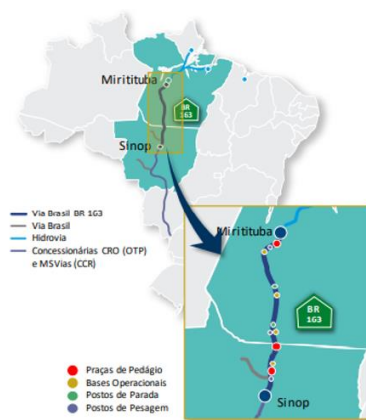 Miritituba
BR
163
Sinop
Via Brasil BR 163
Via Brasil
Hidrovia
Concessionárias CRO (OTP)
e MSVias (CCR)
Miritituba
BR
163
Sinop
Praças de Pedágio
Bases Operacionais
Postos de Parada
Postos de Pesagem